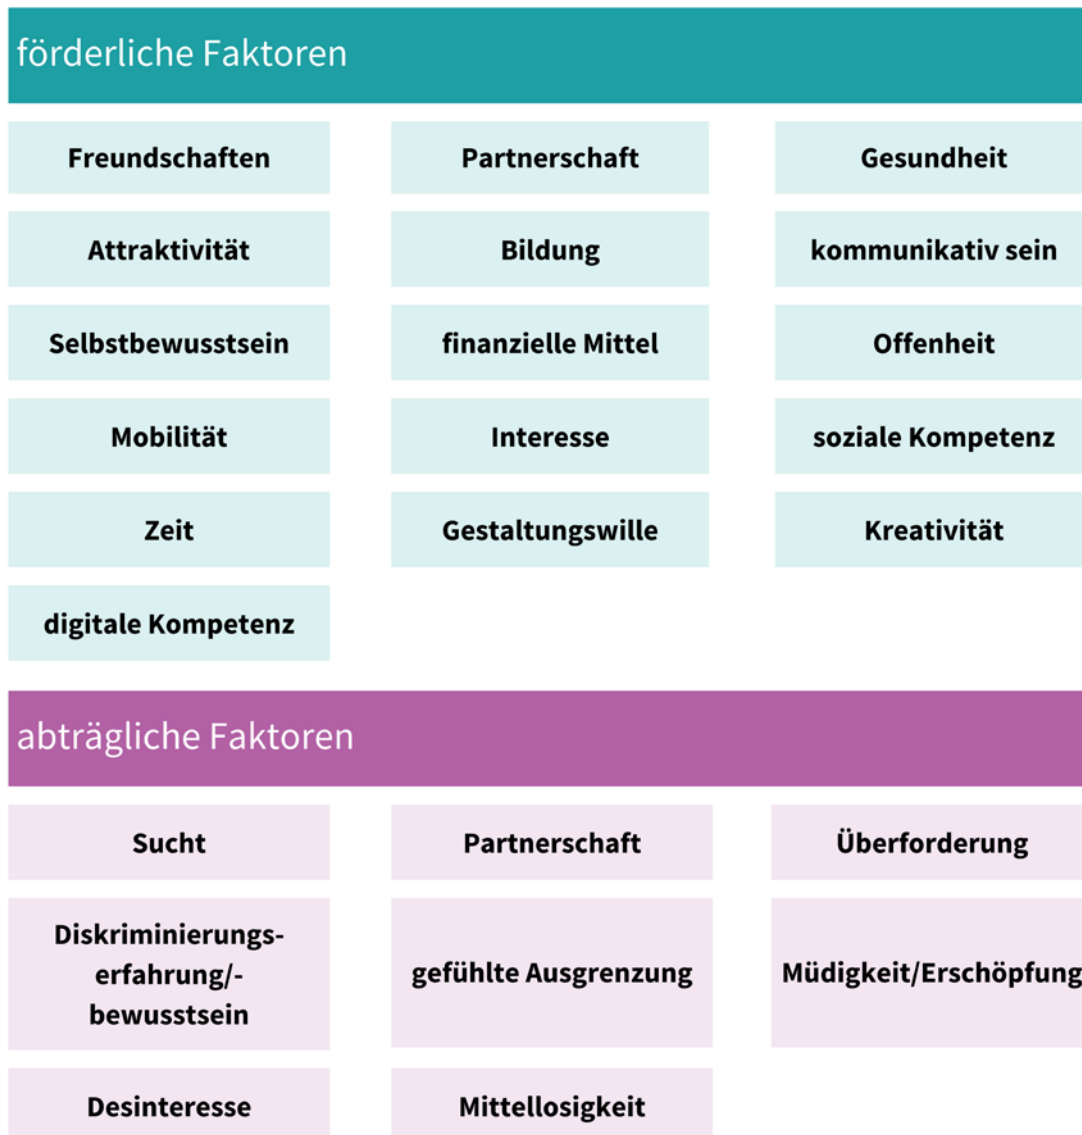 förderliche Faktoren
Freundschaften
Partnerschaft
Gesundheit
Attraktivität
Bildung
kommunikativ sein
Selbstbewusstsein
finanzielle Mittel
Offenheit
Mobilität
Interesse
soziale Kompetenz
Zeit
Gestaltungswille
Kreativität
digitale Kompetenz
abträgliche Faktoren
Sucht
Partnerschaft
Überforderung
Diskriminierungs-
erfahrung/-
bewusstsein
gefühlte Ausgrenzung
Müdigkeit/Erschöpfung
Desinteresse
Mittellosigkeit